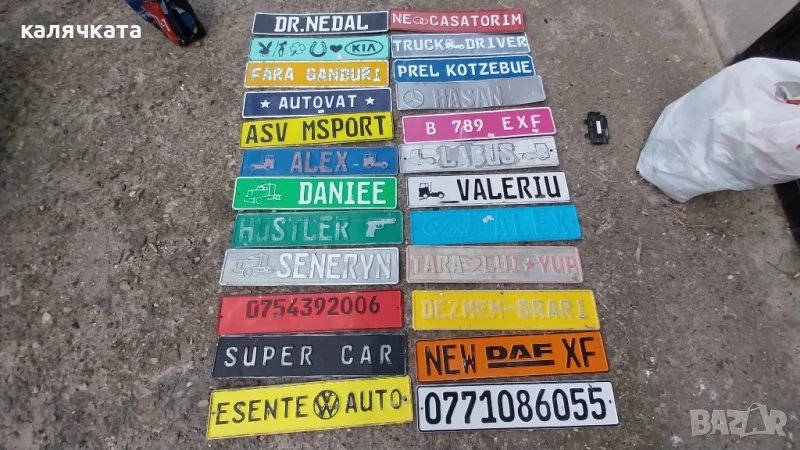 калячката
DR.NEDAL
NE CASATORIM
KIA
TRUCK DRIVER
FARA GANDURI
PREL KOTZEBUE
★ AUTOVAT ★
HASAN
ASV MSPORT
B 789 EXF
ALEX
LABUS
DANIEE
VALERIU
HUSTLER
Ford ALEX
SENERYN
TARA LUI ★ YUP
0754392006
DEZMEM-BRARI
SUPER CAR
NEW DAF XF
ESENTE AUTO
0771086055
BAZAR